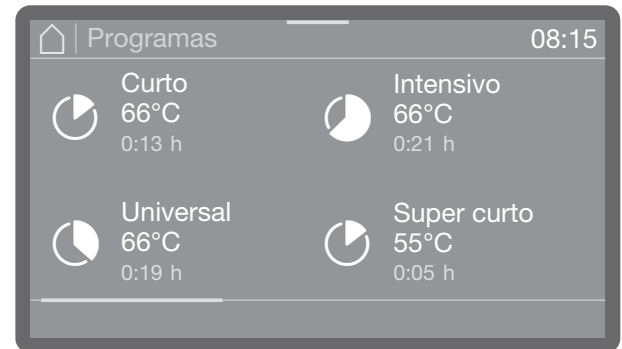 Programas
08:15
Curto
66°C
0:13 h
Intensivo
66°C
0:21 h
Universal
66°C
0:19 h
Super curto
55°C
0:05 h